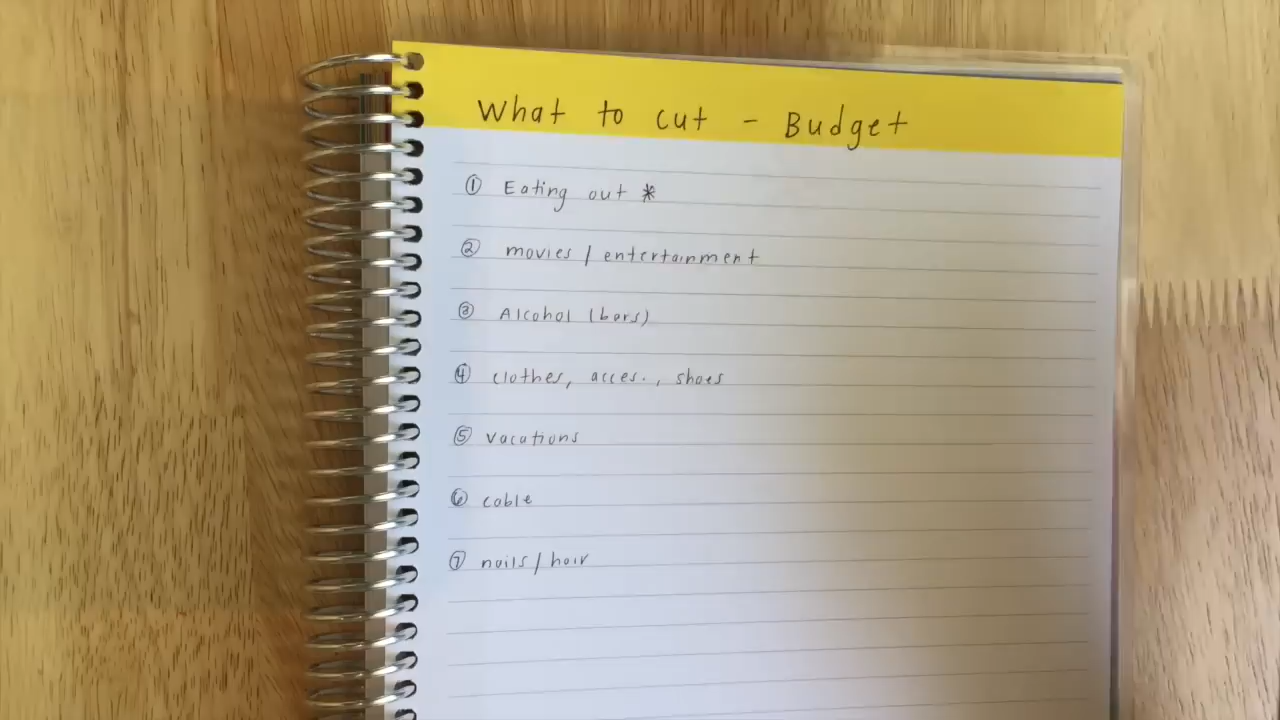 What to cut - Budget
① Eating out *
② movies / entertainment
③ Alcohol (bars)
④ clothes, acces., shoes
⑤ vacations
⑥ cable
⑦ nails/hair